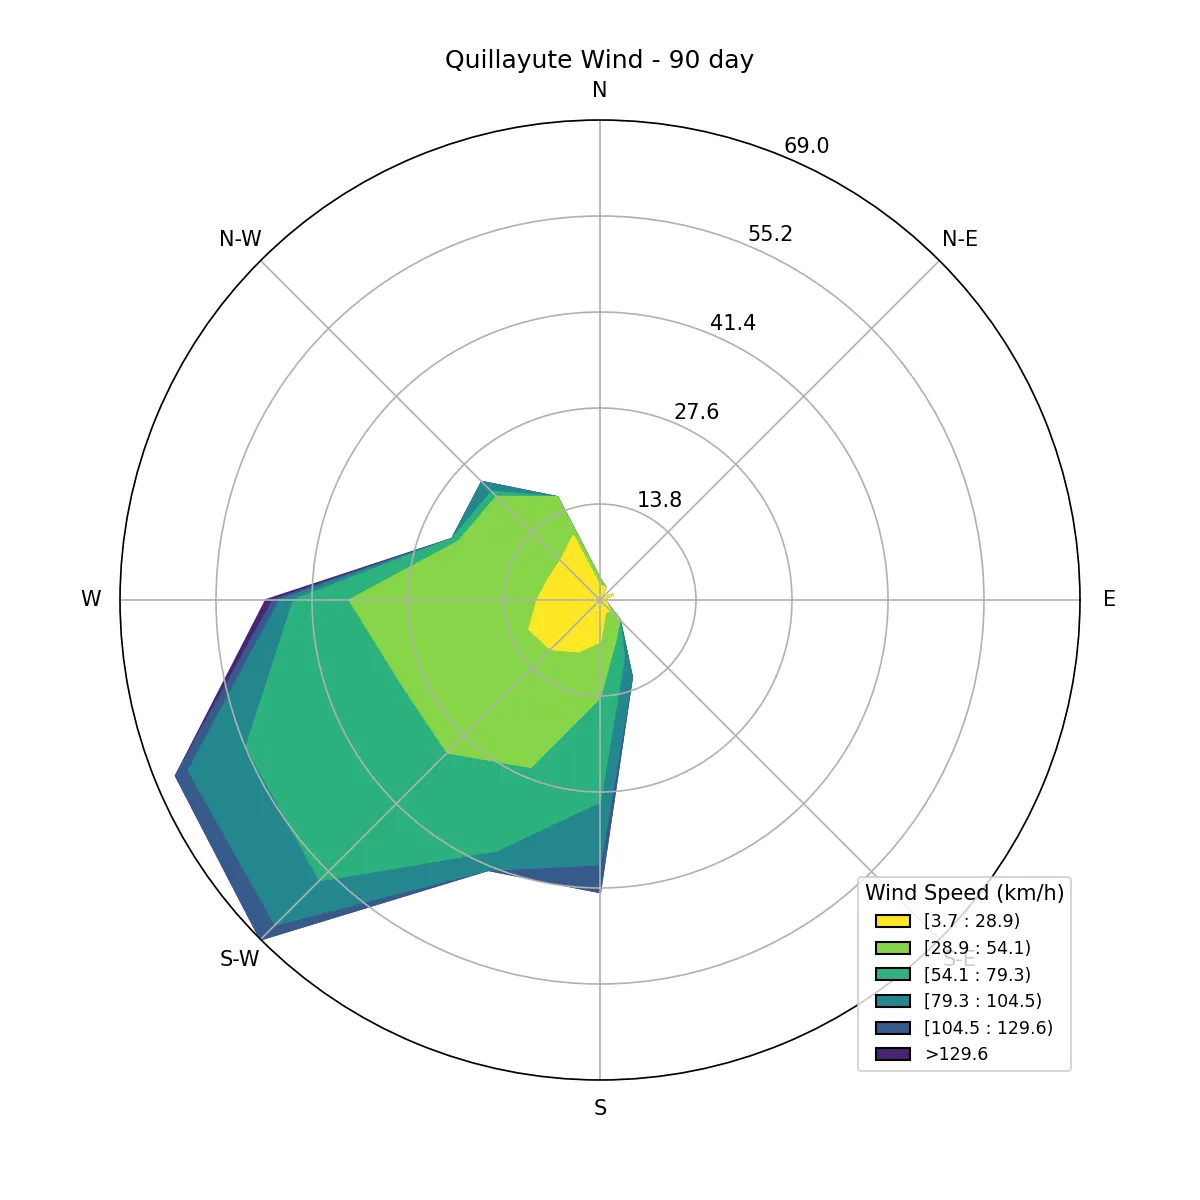 Quillayute Wind - 90 day
N
69.0
55.2
N-W
N-E
41.4
27.6
13.8
W
E
Wind Speed (km/h)
[3.7 : 28.9)
[28.9 : 54.1)
S-W
S-E
[54.1 : 79.3)
[79.3 : 104.5)
[104.5 : 129.6)
>129.6
S